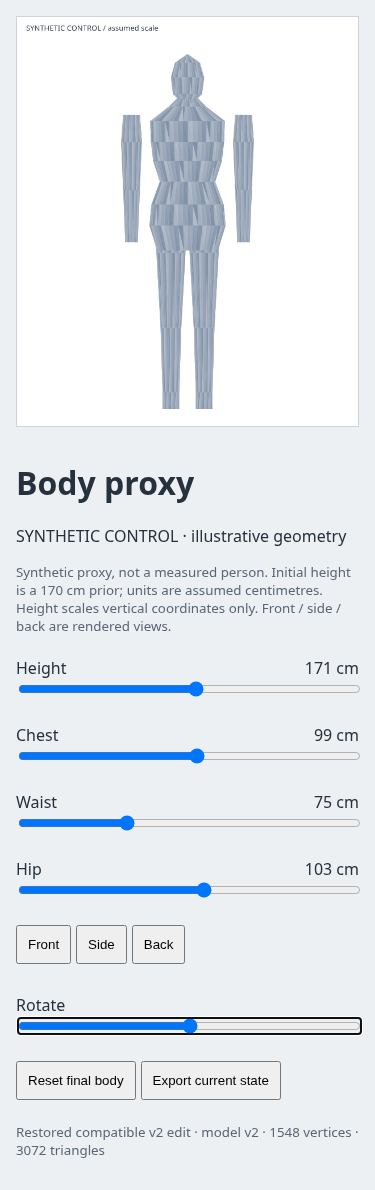 SYNTHETIC CONTROL / assumed scale
Body proxy
SYNTHETIC CONTROL · illustrative geometry
Synthetic proxy, not a measured person. Initial height
is a 170 cm prior; units are assumed centimetres.
Height scales vertical coordinates only. Front / side /
back are rendered views.
Height 171 cm
Chest 99 cm
Waist 75 cm
Hip 103 cm
Front Side Back
Rotate
Reset final body Export current state
Restored compatible v2 edit · model v2 · 1548 vertices ·
3072 triangles